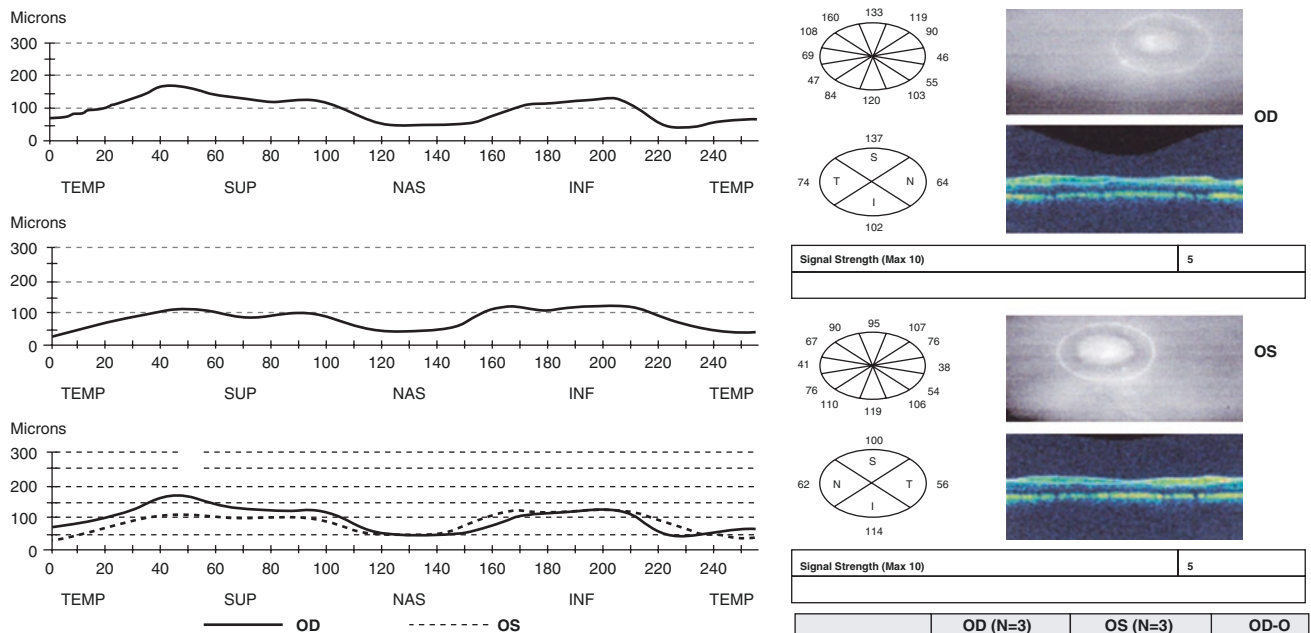 Microns
300
200
100
0
0 20 40 60 80 100 120 140 160 180 200 220 240
TEMP SUP NAS INF TEMP
Microns
300
200
100
0
0 20 40 60 80 100 120 140 160 180 200 220 240
TEMP SUP NAS INF TEMP
Microns
300
200
100
0
0 20 40 60 80 100 120 140 160 180 200 220 240
TEMP SUP NAS INF TEMP
OD OS
133
160 119
108 90
69 46
47 55
84 103
120
OD
137
S
74 T N 64
I
102
Signal Strength (Max 10) 5
95
90 107
67 76
41 38
76 54
110 106
119
OS
100
S
62 N T 56
I
114
Signal Strength (Max 10) 5
OD (N=3) OS (N=3) OD-O